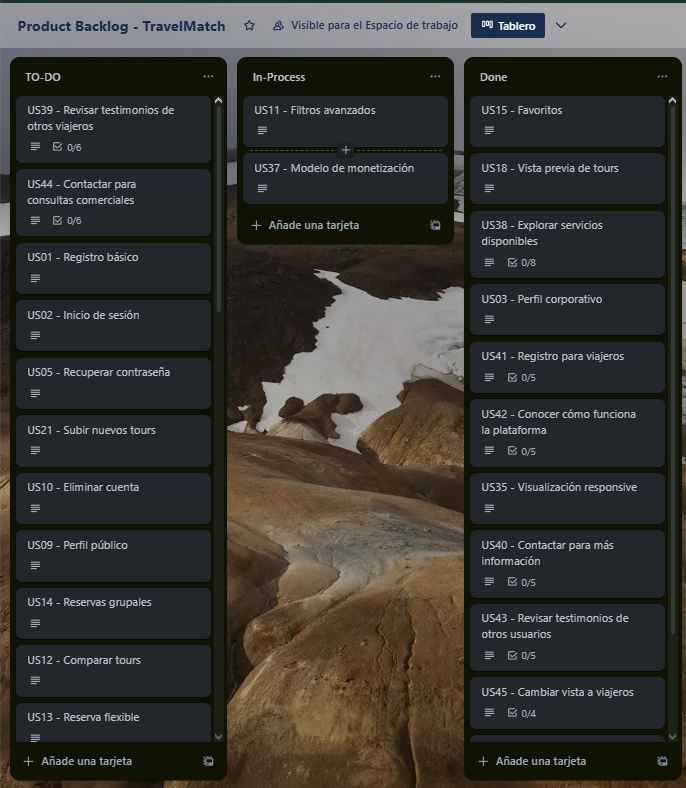 Product Backlog - TravelMatch
Visible para el Espacio de trabajo
Tablero
TO-DO
US39 - Revisar testimonios de
otros viajeros
0/6
US44 - Contactar para
consultas comerciales
0/6
US01 - Registro básico
US02 - Inicio de sesión
US05 - Recuperar contraseña
US21 - Subir nuevos tours
US10 - Eliminar cuenta
US09 - Perfil público
US14 - Reservas grupales
US12 - Comparar tours
US13 - Reserva flexible
Añade una tarjeta
In-Process
US11 - Filtros avanzados
US37 - Modelo de monetización
Añade una tarjeta
Done
US15 - Favoritos
US18 - Vista previa de tours
US38 - Explorar servicios
disponibles
0/8
US03 - Perfil corporativo
US41 - Registro para viajeros
0/5
US42 - Conocer cómo funciona
la plataforma
0/5
US35 - Visualización responsive
US40 - Contactar para más
información
0/5
US43 - Revisar testimonios de
otros usuarios
0/5
US45 - Cambiar vista a viajeros
0/4
Añade una tarjeta